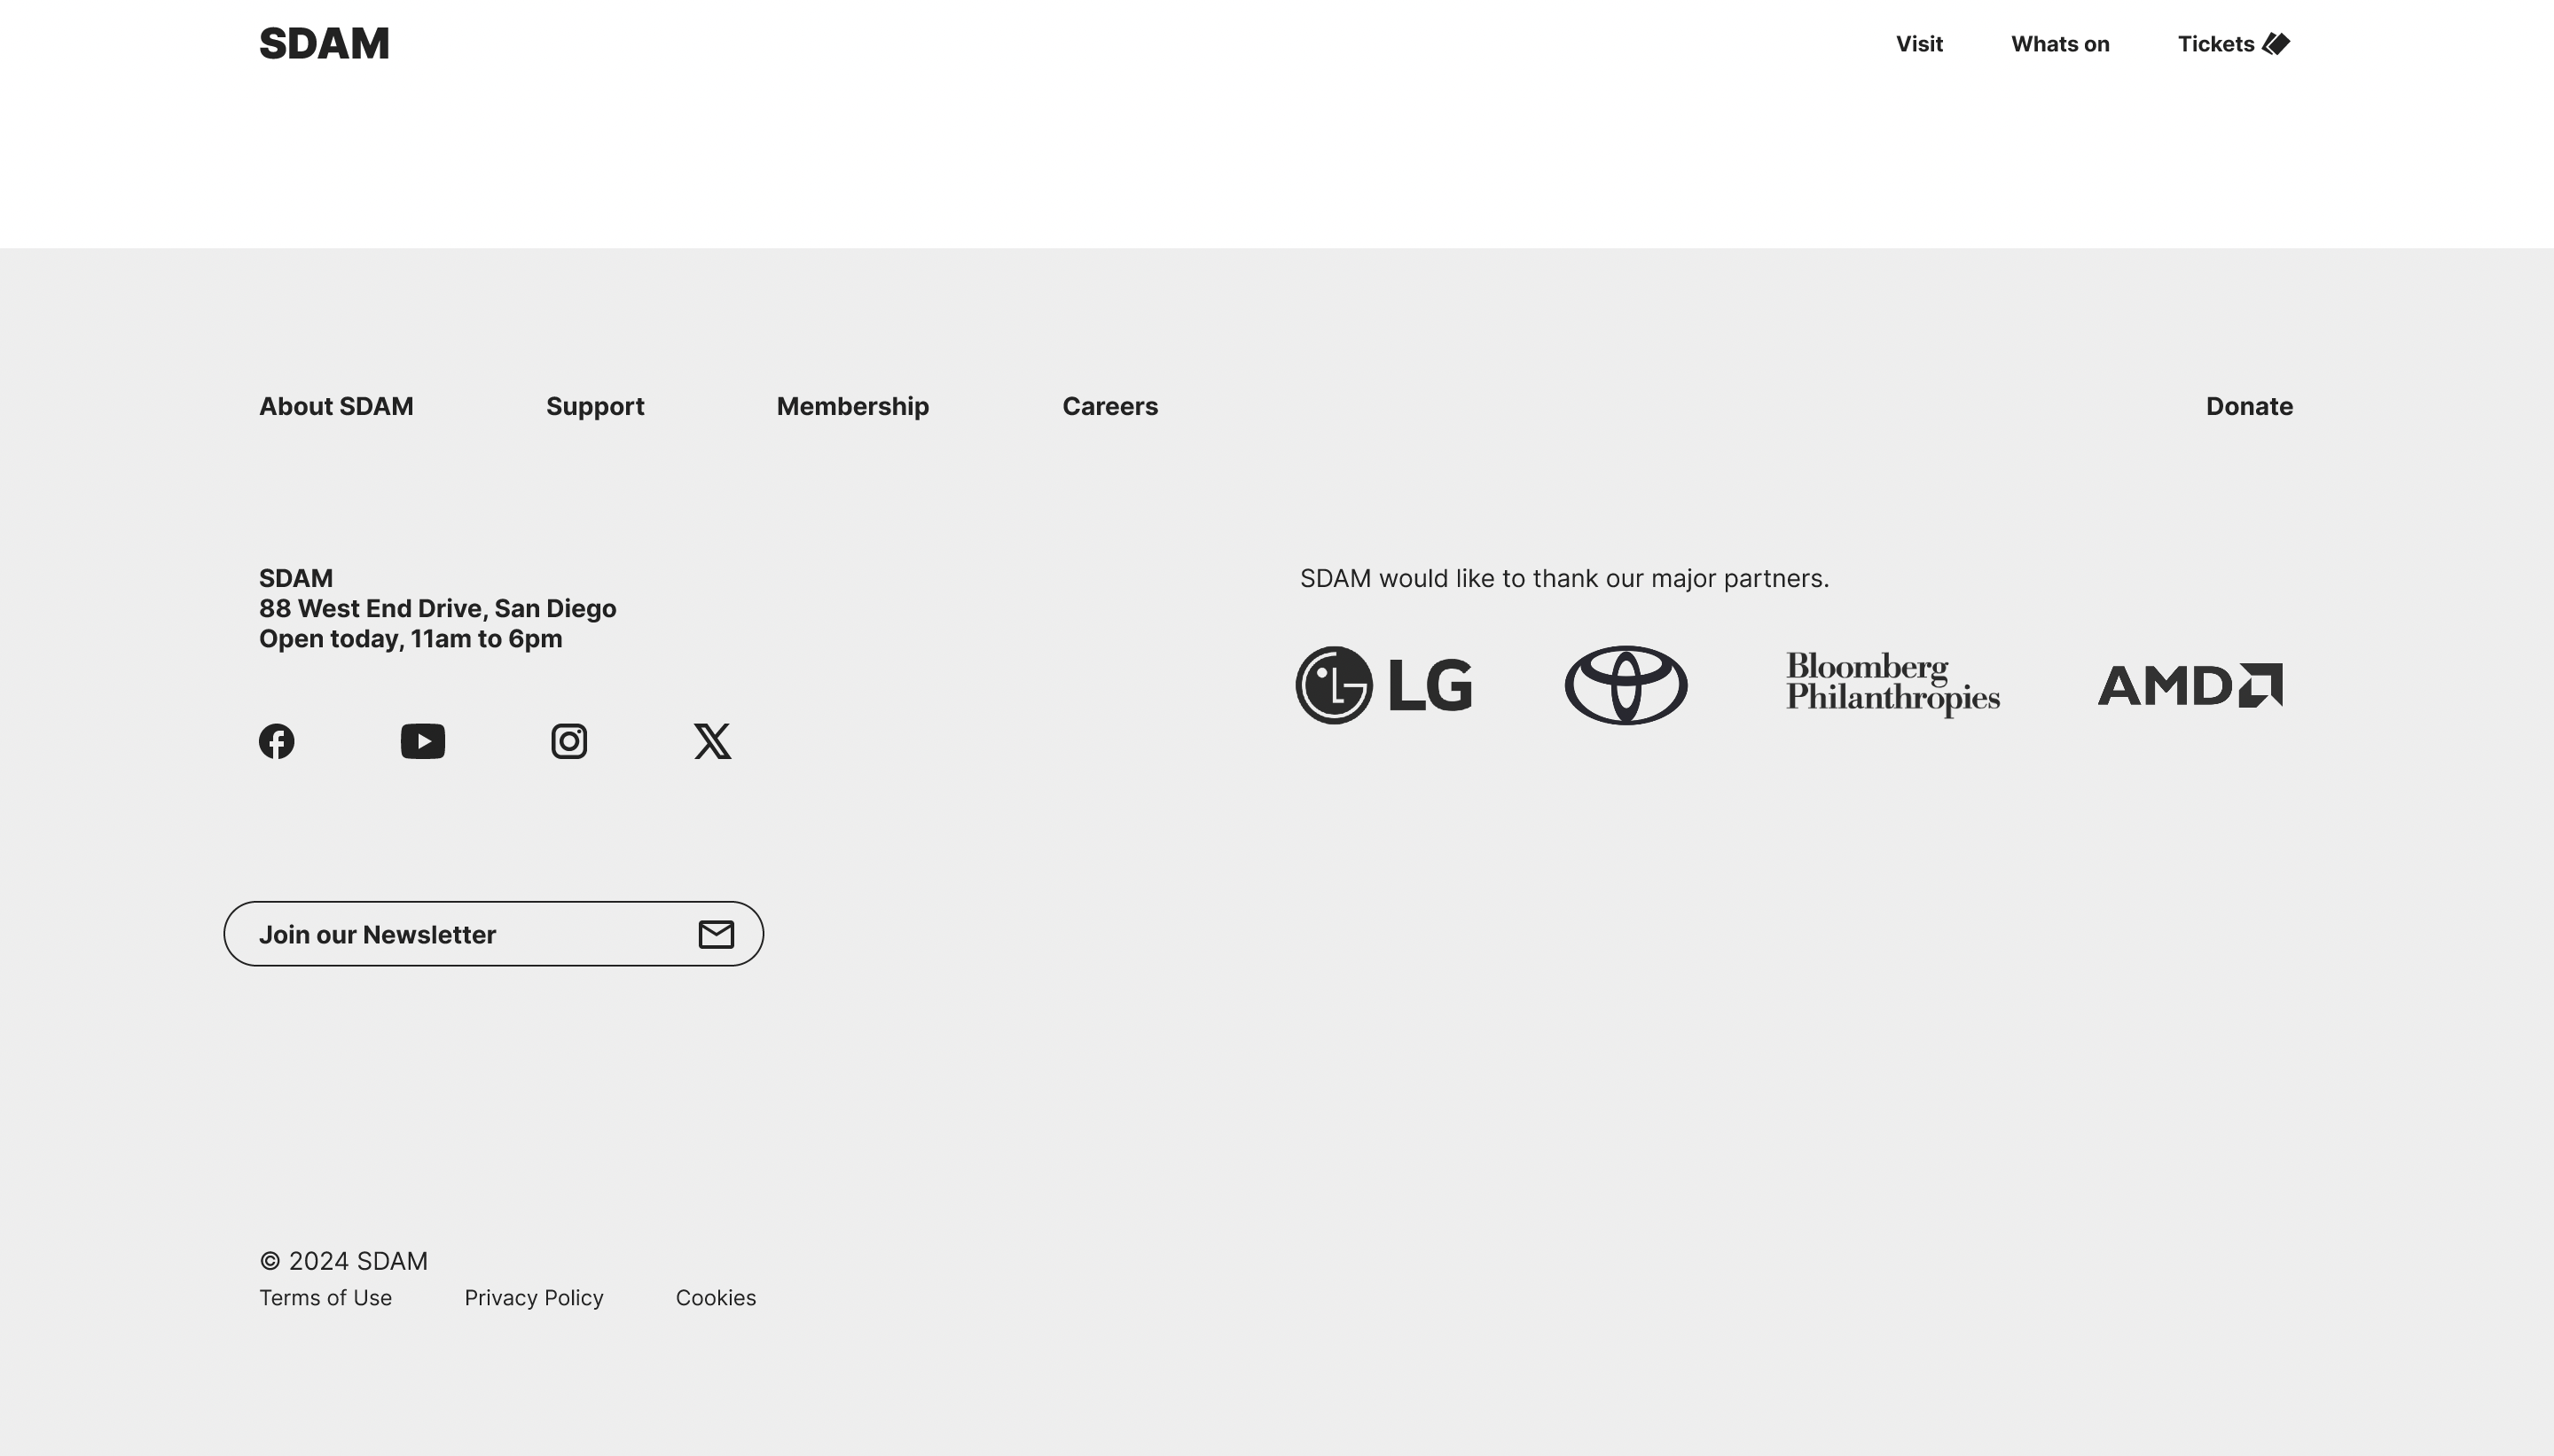 SDAM
Visit
Whats on
Tickets
About SDAM
Support
Membership
Careers
Donate
SDAM
88 West End Drive, San Diego
Open today, 11am to 6pm
SDAM would like to thank our major partners.
LG
Bloomberg
Philanthropies
AMD
Join our Newsletter
© 2024 SDAM
Terms of Use
Privacy Policy
Cookies